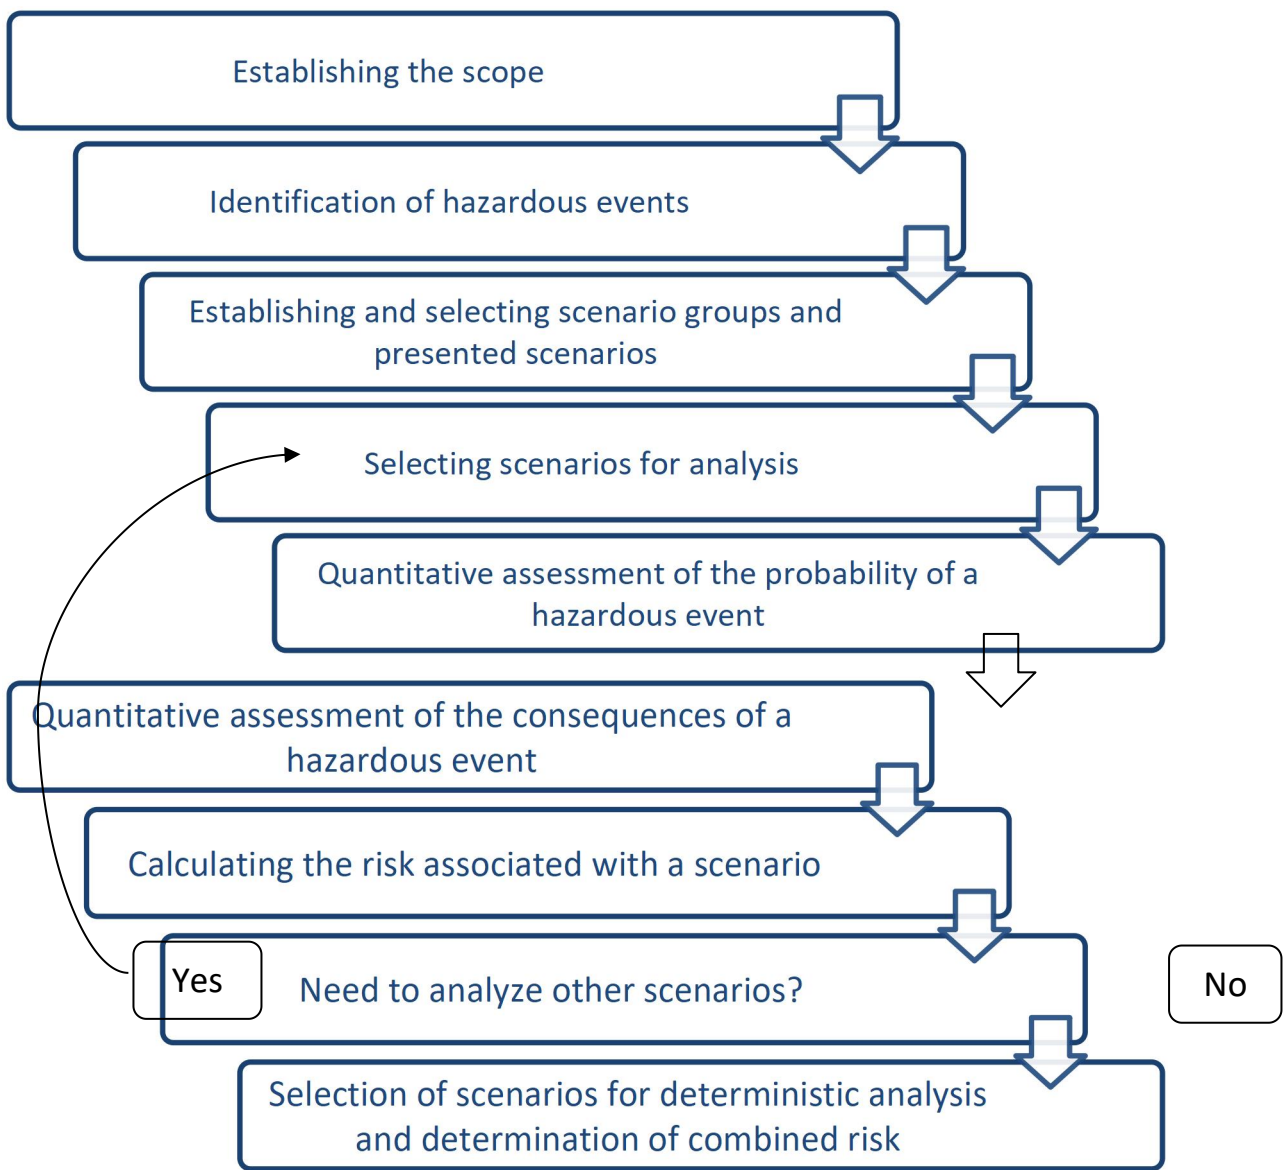 Establishing the scope
Identification of hazardous events
Establishing and selecting scenario groups and
presented scenarios
Selecting scenarios for analysis
Quantitative assessment of the probability of a
hazardous event
Quantitative assessment of the consequences of a
hazardous event
Calculating the risk associated with a scenario
Yes
Need to analyze other scenarios?
No
Selection of scenarios for deterministic analysis
and determination of combined risk